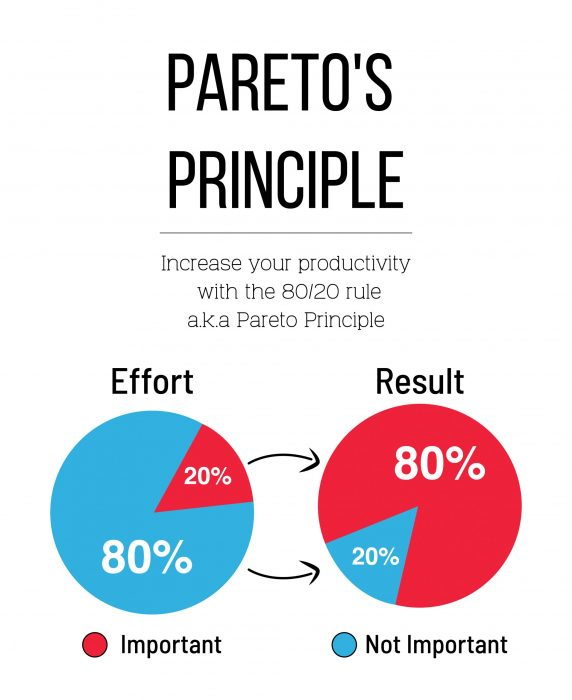 PARETO'S
PRINCIPLE
Increase your productivity
with the 80/20 rule
a.k.a Pareto Principle
Effort
Result
20%
80%
80%
20%
Important
Not Important